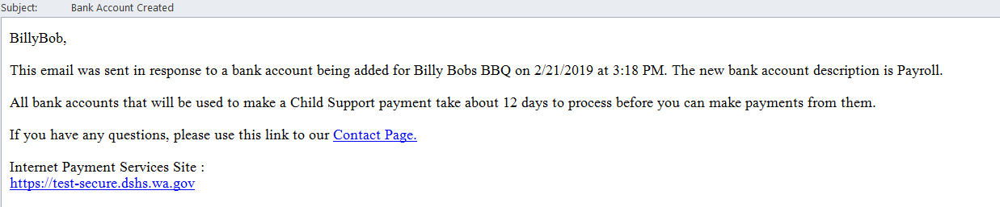 Subject: Bank Account Created
BillyBob,
This email was sent in response to a bank account being added for Billy Bobs BBQ on 2/21/2019 at 3:18 PM. The new bank account description is Payroll.
All bank accounts that will be used to make a Child Support payment take about 12 days to process before you can make payments from them.
If you have any questions, please use this link to our Contact Page.
Internet Payment Services Site :
https://test-secure.dshs.wa.gov